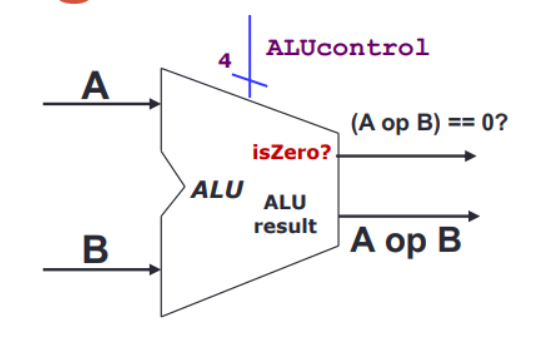 4
ALUcontrol
A
(A op B) == 0?
isZero?
ALU
ALU
result
B
A op B